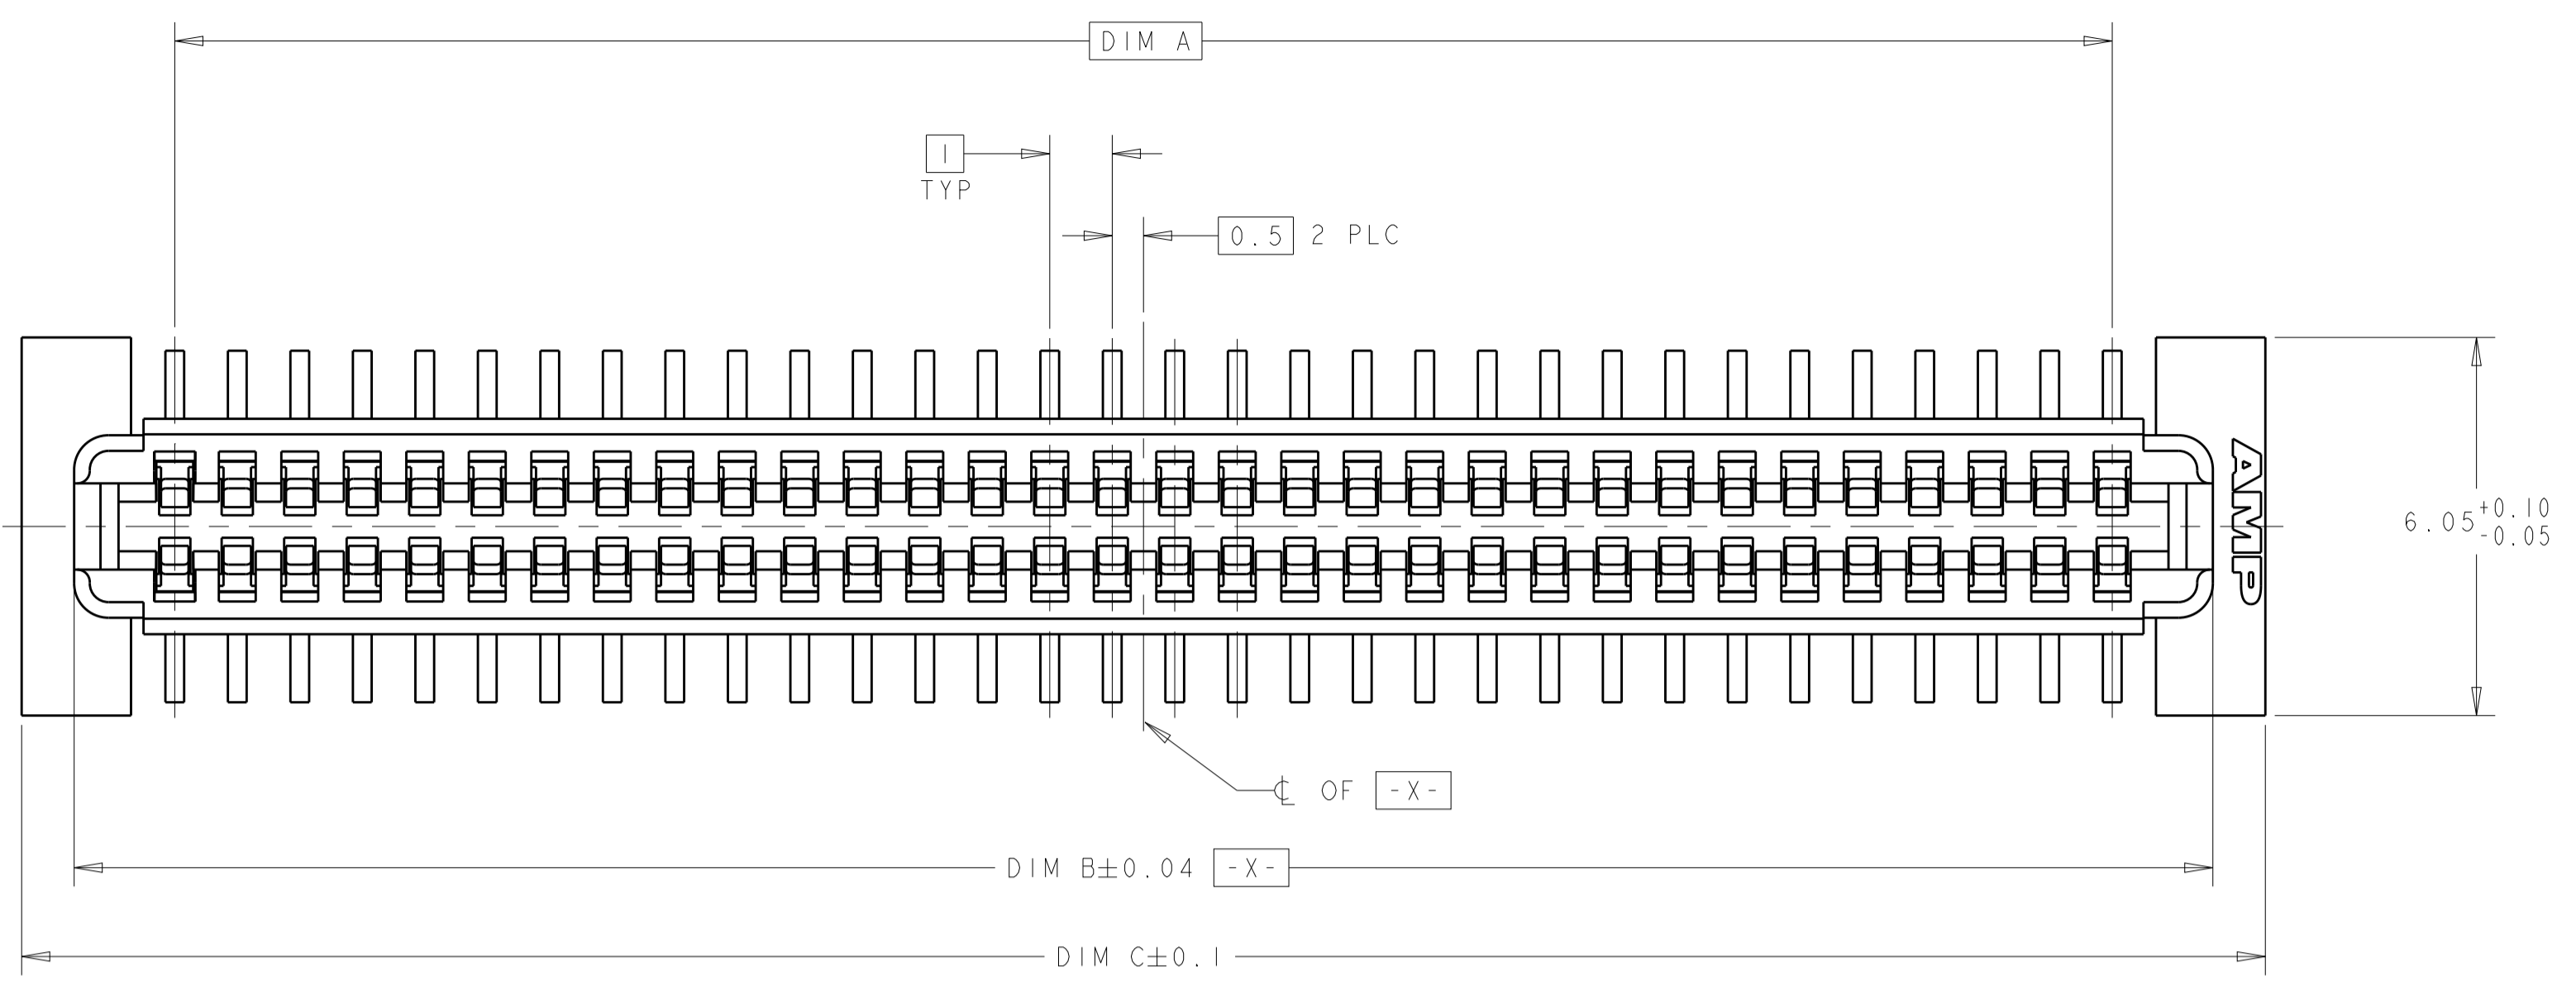 DIM A
1
TYP
0.5 2 PLC
AMP
6.05 +0.10
-0.05
℄ OF -X-
DIM B±0.04 -X-
DIM C±0.1